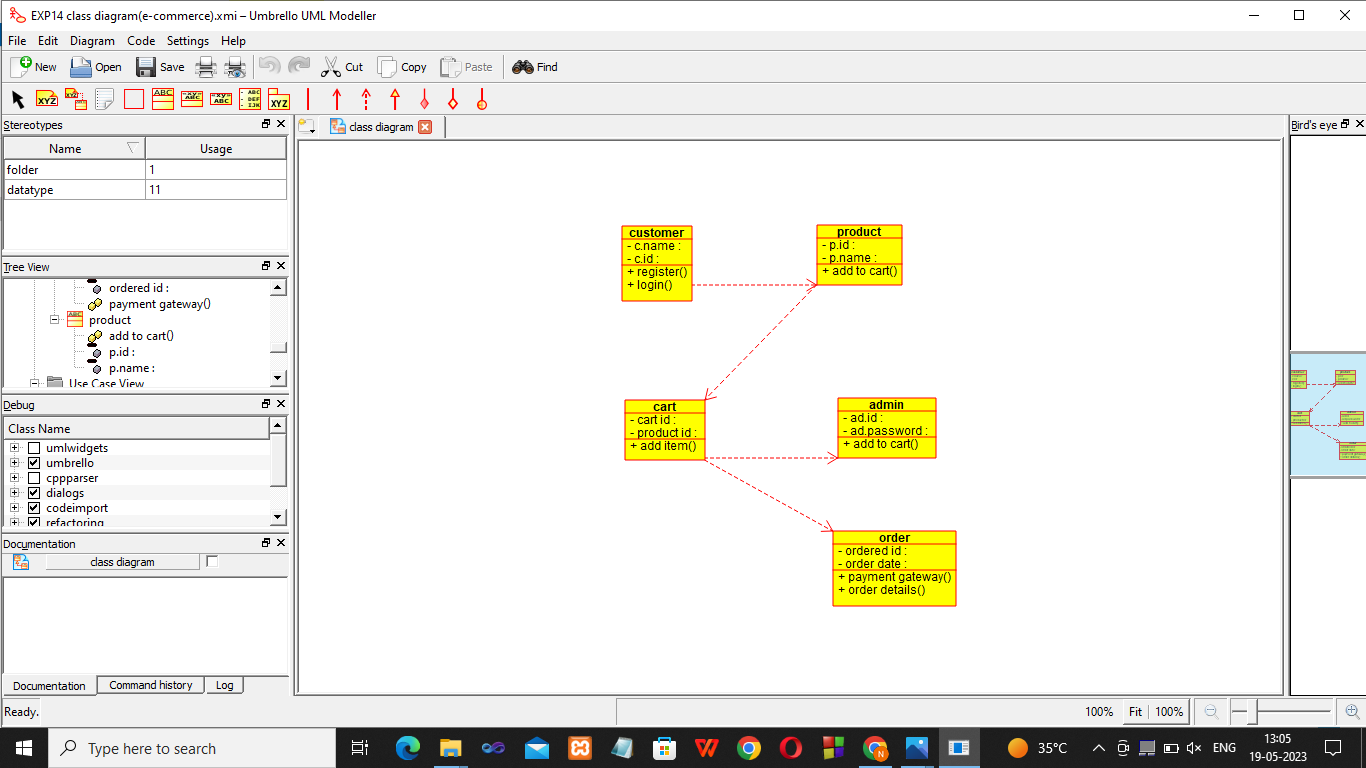 EXP14 class diagram(e-commerce).xmi – Umbrello UML Modeller
File Edit Diagram Code Settings Help
New Open Save Cut Copy Paste Find
Stereotypes
Name Usage
folder 1
datatype 11
Tree View
ordered id :
payment gateway()
product
add to cart()
p.id :
p.name :
Use Case View
Debug
Class Name
umlwidgets
umbrello
cppparser
dialogs
codeimport
refactoring
Documentation
class diagram
Documentation Command history Log
class diagram
customer
- c.name :
- c.id :
+ register()
+ login()
product
- p.id :
- p.name :
+ add to cart()
cart
- cart id :
- product id :
+ add item()
admin
- ad.id :
- ad.password :
+ add to cart()
order
- ordered id :
- order date :
+ payment gateway()
+ order details()
Bird's eye
Ready.
100% Fit 100%
Type here to search
35°C
ENG
13:05
19-05-2023